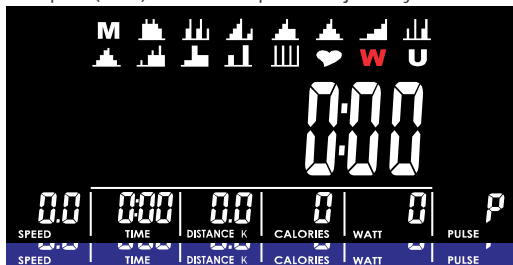 M
W U
0:00
0.0 0:00 0.0 0 0 P
SPEED TIME DISTANCE K CALORIES WATT PULSE
SPEED TIME DISTANCE K CALORIES WATT PULSE